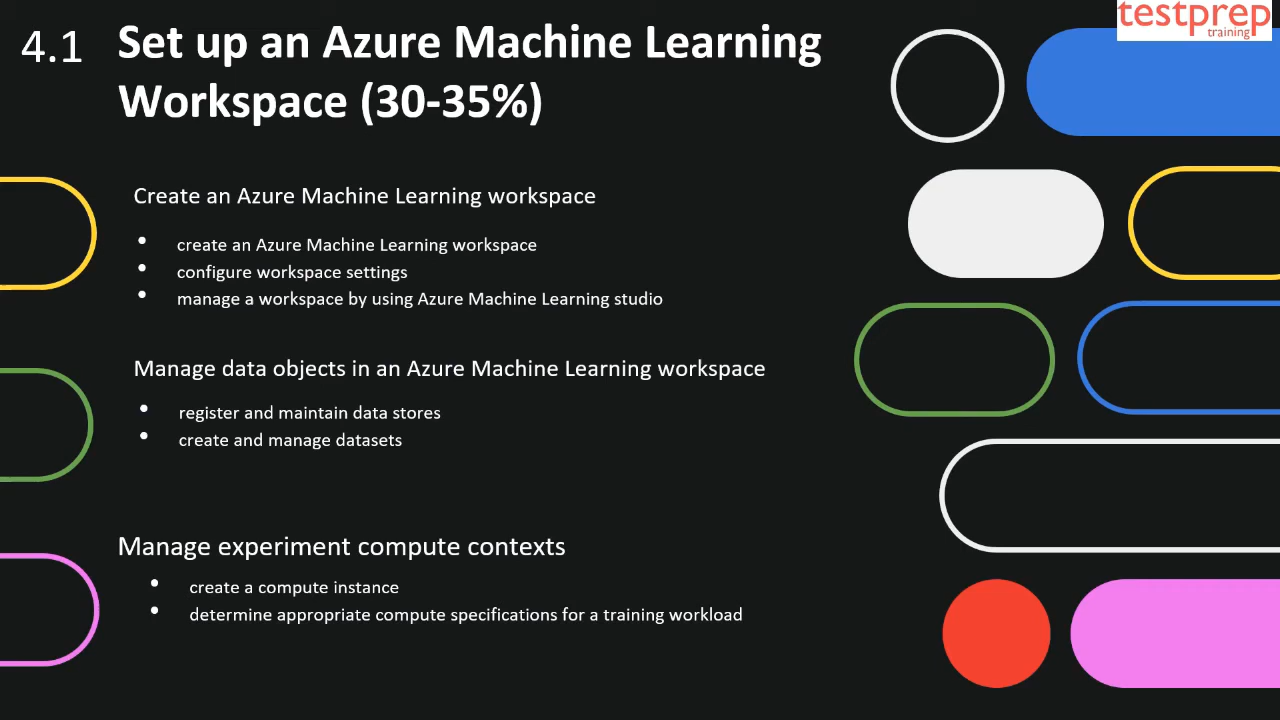 testprep
training
4.1 Set up an Azure Machine Learning
Workspace (30-35%)
Create an Azure Machine Learning workspace
• create an Azure Machine Learning workspace
• configure workspace settings
• manage a workspace by using Azure Machine Learning studio
Manage data objects in an Azure Machine Learning workspace
• register and maintain data stores
• create and manage datasets
Manage experiment compute contexts
• create a compute instance
• determine appropriate compute specifications for a training workload